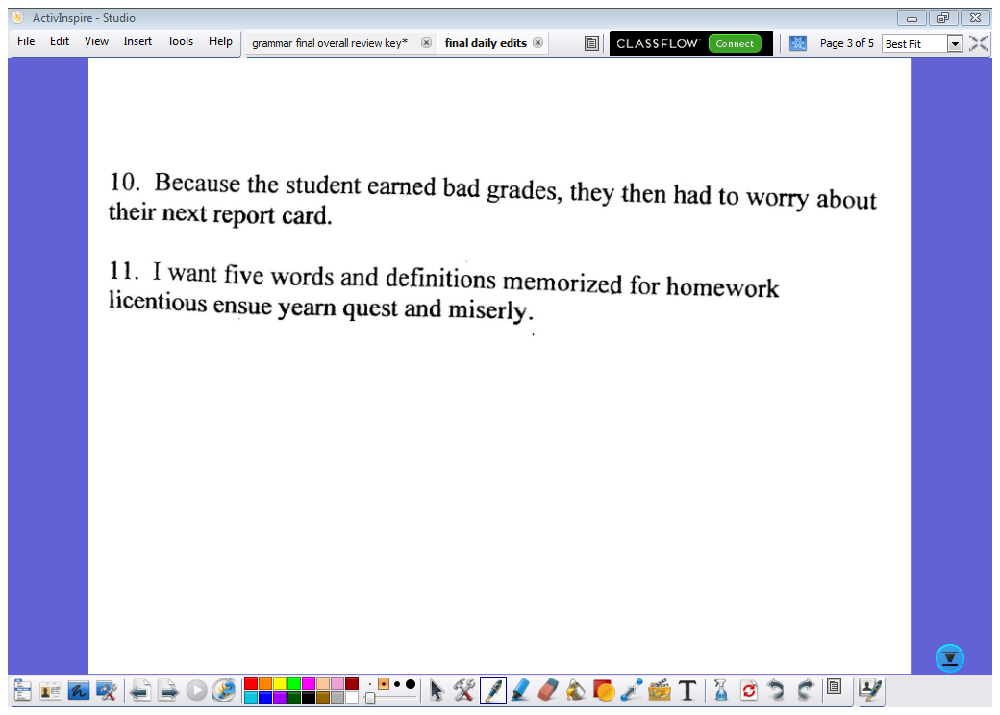 ActivInspire - Studio
File Edit View Insert Tools Help grammar final overall review key* final daily edits CLASSFLOW Connect Page 3 of 5 Best Fit
10. Because the student earned bad grades, they then had to worry about
their next report card.
11. I want five words and definitions memorized for homework
licentious ensue yearn quest and miserly.
T